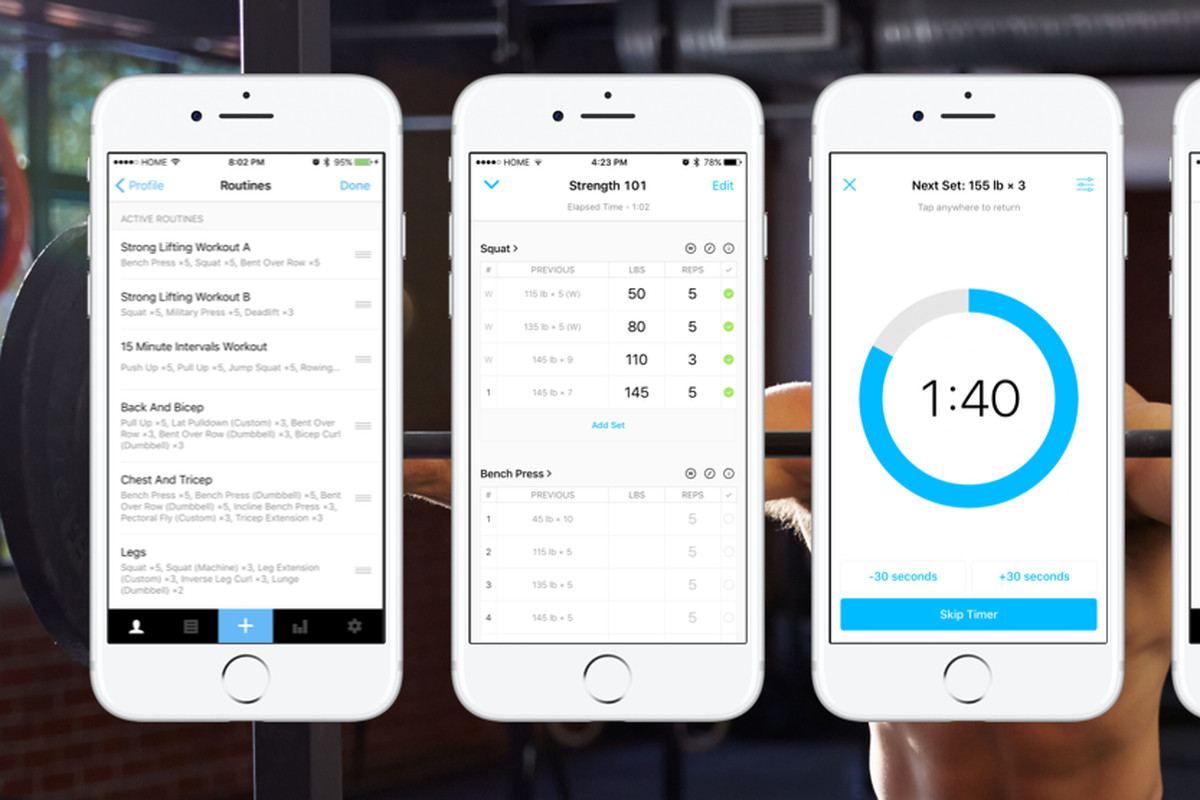 HOME 8:02 PM 95%
Profile Routines Done
ACTIVE ROUTINES
Strong Lifting Workout A
Bench Press ×5, Squat ×5, Bent Over Row ×5
Strong Lifting Workout B
Squat ×5, Military Press ×5, Deadlift ×3
15 Minute Intervals Workout
Push Up ×5, Pull Up ×5, Jump Squat ×5, Rowing...
Back And Bicep
Pull Up ×5, Lat Pulldown (Custom) ×3, Bent Over
Row ×3, Bent Over Row (Dumbbell) ×3, Bicep Curl
(Dumbbell) ×3
Chest And Tricep
Bench Press ×5, Bench Press (Dumbbell) ×5, Bent
Over Row (Dumbbell) ×5, Incline Bench Press ×3,
Pectoral Fly (Custom) ×3, Tricep Extension ×3
Legs
Squat ×5, Squat (Machine) ×3, Leg Extension
(Custom) ×3, Inverse Leg Curl ×3, Lunge
(Dumbbell) ×2
HOME 4:23 PM 78%
Strength 101 Edit
Elapsed Time - 1:02
Squat >
# PREVIOUS LBS REPS
W 115 lb × 5 (W) 50 5
W 135 lb × 5 (W) 80 5
W 145 lb × 9 110 3
1 145 lb × 7 145 5
Add Set
Bench Press >
# PREVIOUS LBS REPS
1 45 lb × 10 5
2 115 lb × 5 5
3 135 lb × 5 5
4 145 lb × 5 5
Next Set: 155 lb × 3
Tap anywhere to return
1:40
-30 seconds +30 seconds
Skip Timer